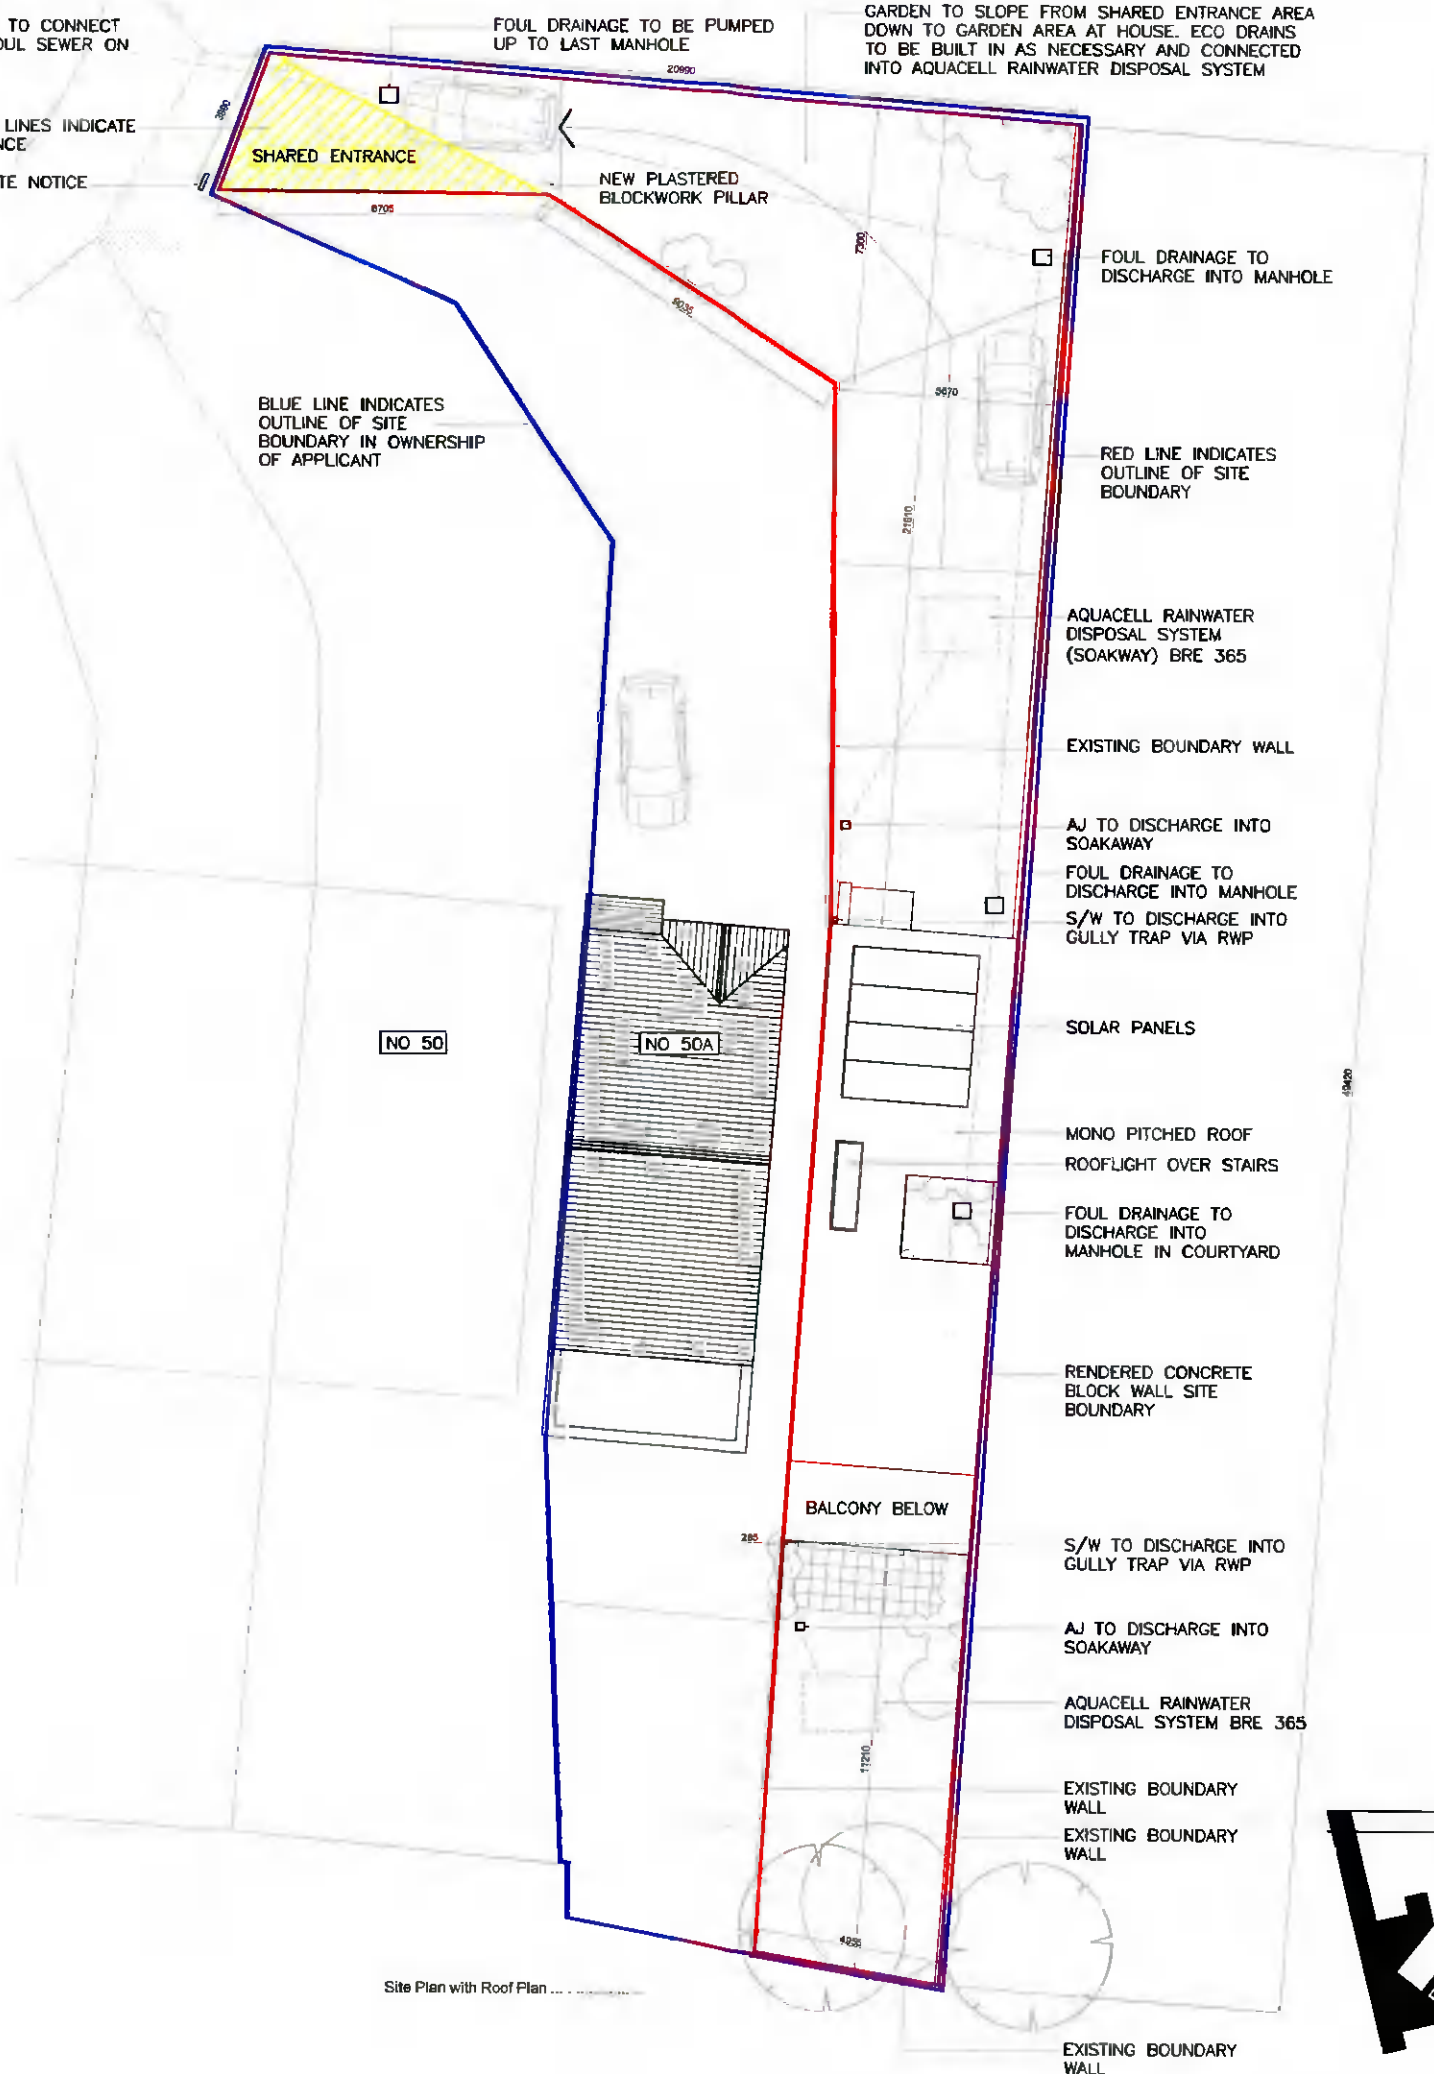 TO CONNECT
OUL SEWER ON
FOUL DRAINAGE TO BE PUMPED
UP TO LAST MANHOLE
GARDEN TO SLOPE FROM SHARED ENTRANCE AREA
DOWN TO GARDEN AREA AT HOUSE. ECO DRAINS
TO BE BUILT IN AS NECESSARY AND CONNECTED
INTO AQUACELL RAINWATER DISPOSAL SYSTEM
20990
LINES INDICATE
NCE
SHARED ENTRANCE
TE NOTICE
6705
NEW PLASTERED
BLOCKWORK PILLAR
7300
FOUL DRAINAGE TO
DISCHARGE INTO MANHOLE
9035
5670
BLUE LINE INDICATES
OUTLINE OF SITE
BOUNDARY IN OWNERSHIP
OF APPLICANT
RED LINE INDICATES
OUTLINE OF SITE
BOUNDARY
AQUACELL RAINWATER
DISPOSAL SYSTEM
(SOAKWAY) BRE 365
EXISTING BOUNDARY WALL
AJ TO DISCHARGE INTO
SOAKAWAY
FOUL DRAINAGE TO
DISCHARGE INTO MANHOLE
S/W TO DISCHARGE INTO
GULLY TRAP VIA RWP
SOLAR PANELS
NO 50
NO 50A
49420
MONO PITCHED ROOF
ROOFLIGHT OVER STAIRS
FOUL DRAINAGE TO
DISCHARGE INTO
MANHOLE IN COURTYARD
RENDERED CONCRETE
BLOCK WALL SITE
BOUNDARY
BALCONY BELOW
285
S/W TO DISCHARGE INTO
GULLY TRAP VIA RWP
AJ TO DISCHARGE INTO
SOAKAWAY
AQUACELL RAINWATER
DISPOSAL SYSTEM BRE 365
11210
EXISTING BOUNDARY
WALL
EXISTING BOUNDARY
WALL
Site Plan with Roof Plan
EXISTING BOUNDARY
WALL